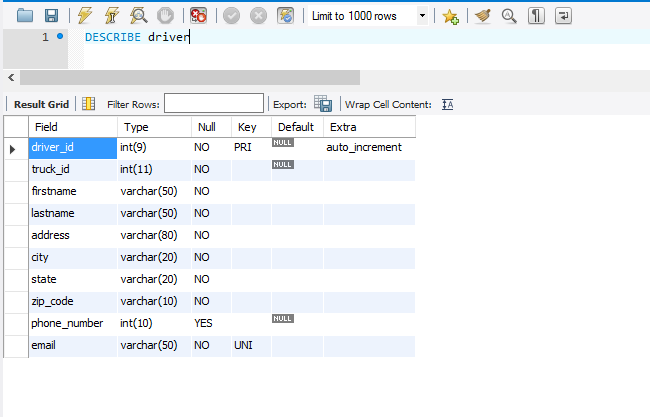 Limit to 1000 rows
1 DESCRIBE driver
Result Grid Filter Rows: Export: Wrap Cell Content: IA
Field Type Null Key Default Extra
driver_id int(9) NO PRI NULL auto_increment
truck_id int(11) NO NULL
firstname varchar(50) NO
lastname varchar(50) NO
address varchar(80) NO
city varchar(20) NO
state varchar(20) NO
zip_code varchar(10) NO
phone_number int(10) YES NULL
email varchar(50) NO UNI